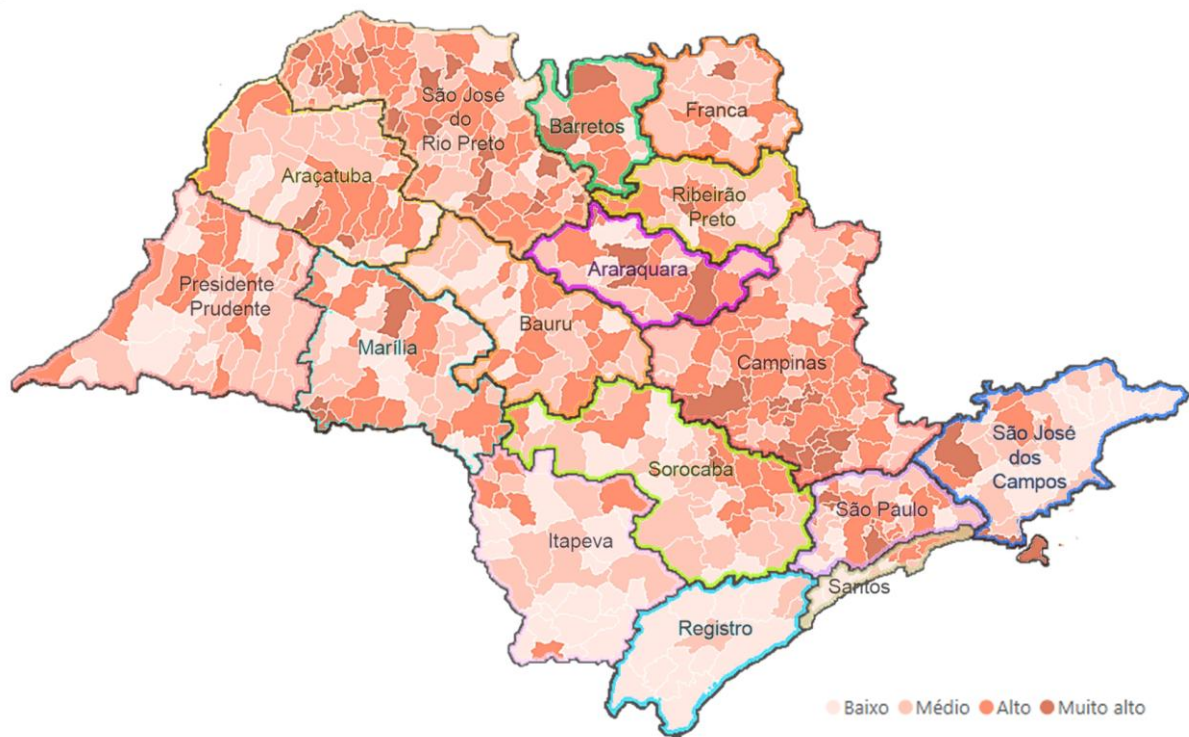 São José
do
Rio Preto
Barretos
Franca
Araçatuba
Ribeirão
Preto
Araraquara
Presidente
Prudente
Bauru
Marília
Campinas
São José
dos
Campos
Sorocaba
São Paulo
Itapeva
Santos
Registro
Baixo Médio Alto Muito alto